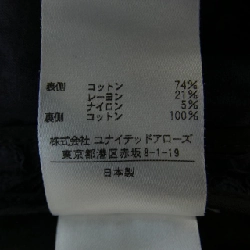 表側 コットン 74%
レーヨン 21%
ナイロン 5%
裏側 コットン 100%
株式会社 ユナイテッドアローズ
東京都港区赤坂8-1-19
日本製